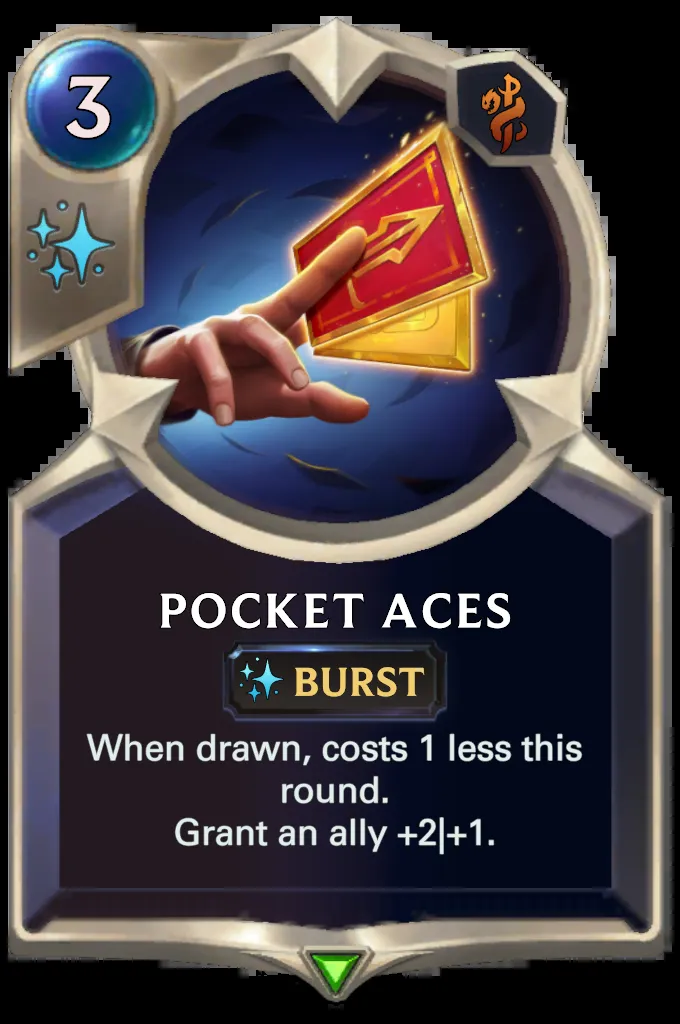 3
POCKET ACES
BURST
When drawn, costs 1 less this
round.
Grant an ally +2|+1.